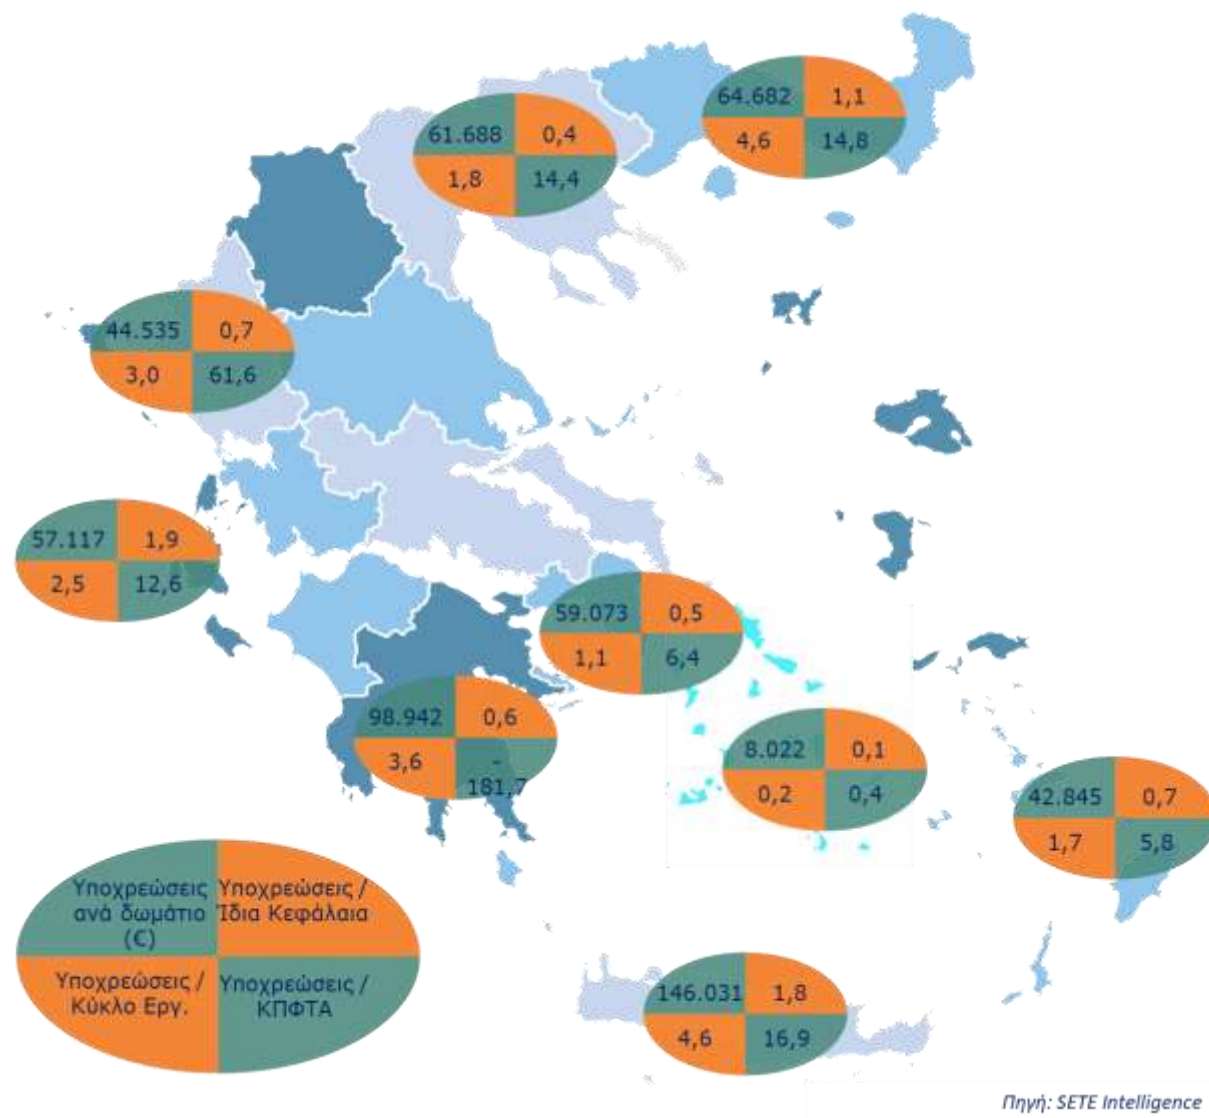 64.682 1,1
4,6 14,8
61.688 0,4
1,8 14,4
44.535 0,7
3,0 61,6
57.117 1,9
2,5 12,6
59.073 0,5
1,1 6,4
98.942 0,6
3,6 -
181,7
8.022 0,1
0,2 0,4
42.845 0,7
1,7 5,8
Υποχρεώσεις
ανά δωμάτιο
(€)
Υποχρεώσεις /
Ίδια Κεφάλαια
Υποχρεώσεις /
Κύκλο Εργ.
Υποχρεώσεις /
ΚΠΦΤΑ
146.031 1,8
4,6 16,9
Πηγή: SETE Intelligence